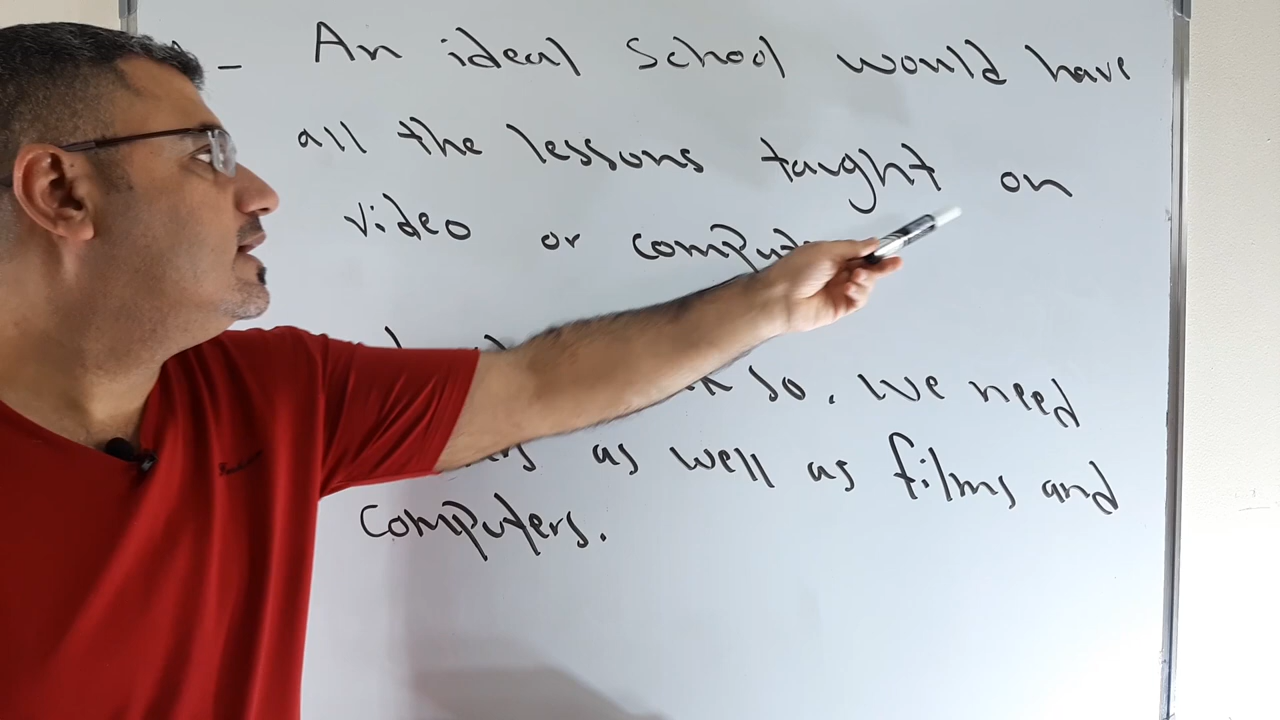 - An ideal School would have
all the lessons taught on
video or
so. We need
as well as films and
computers.